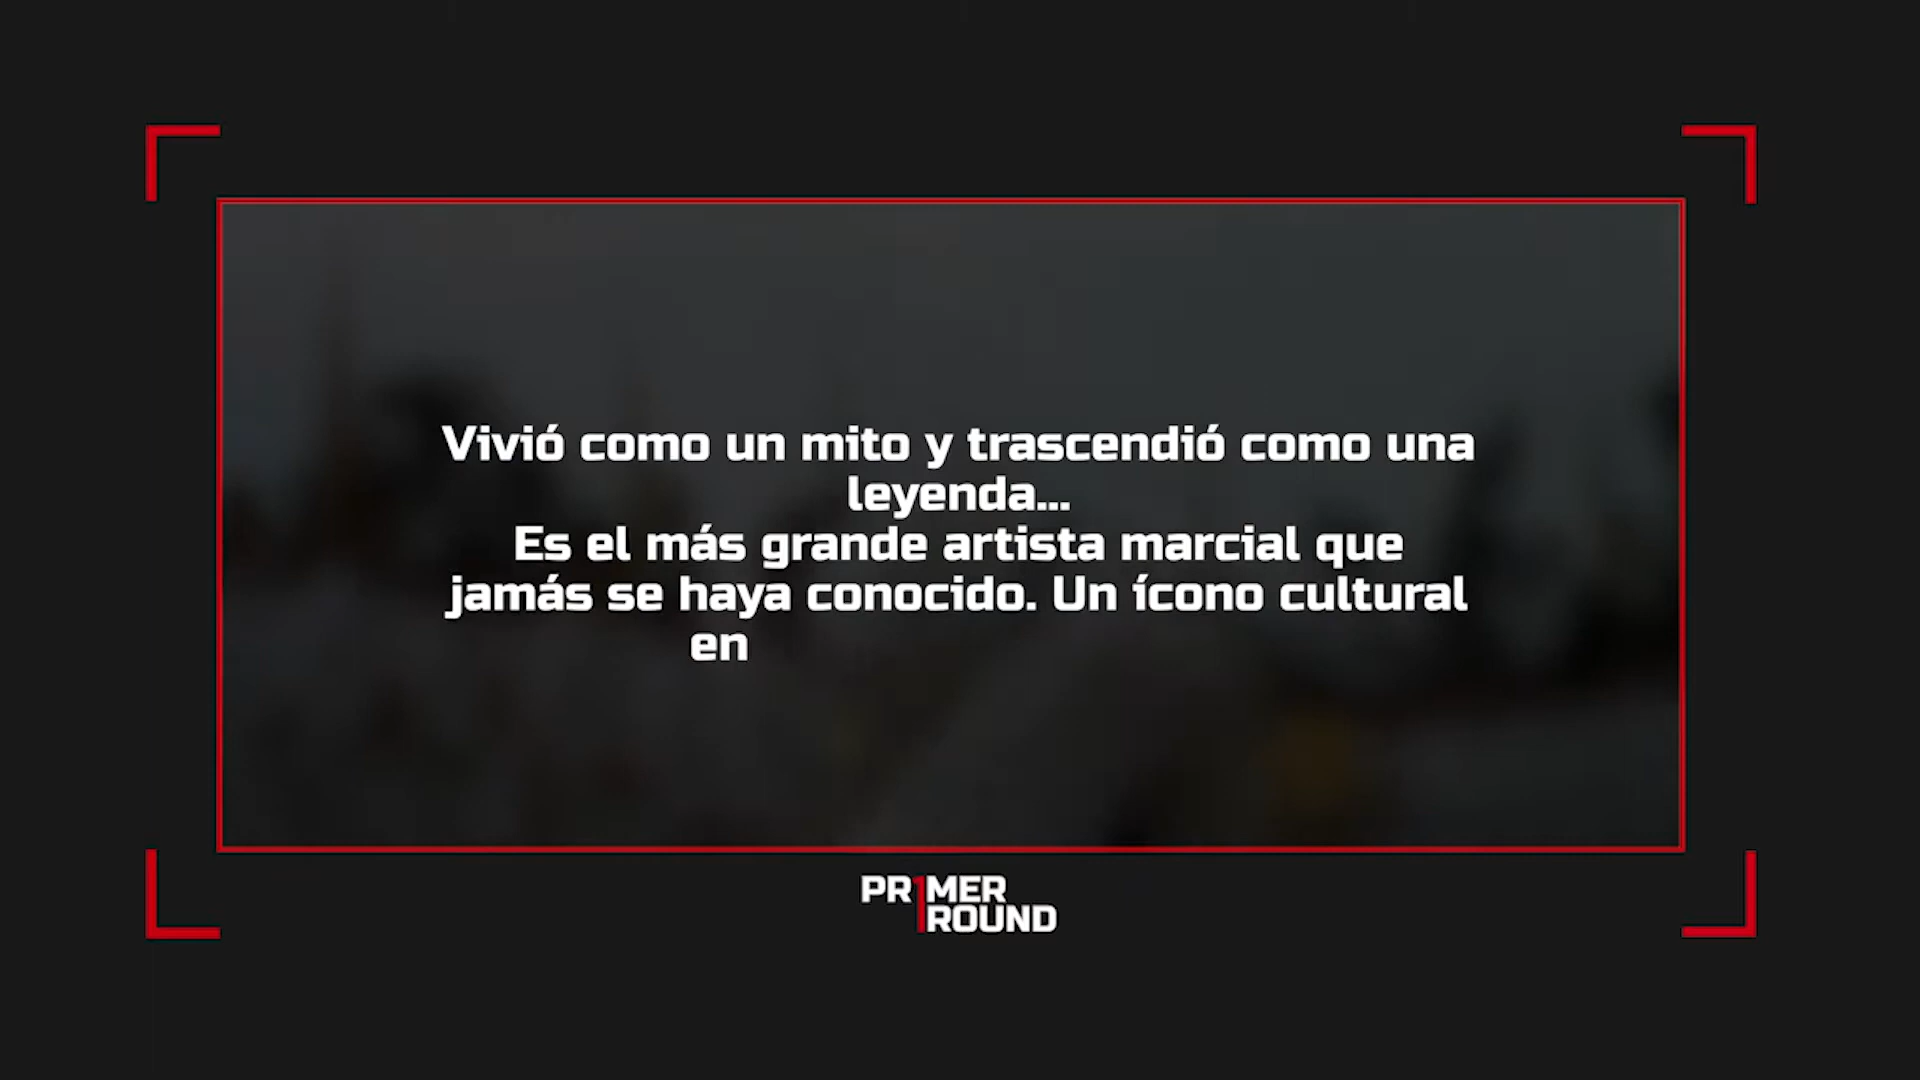 Vivió como un mito y trascendió como una
leyenda...
Es el más grande artista marcial que
jamás se haya conocido. Un ícono cultural
en
PR1MER
ROUND